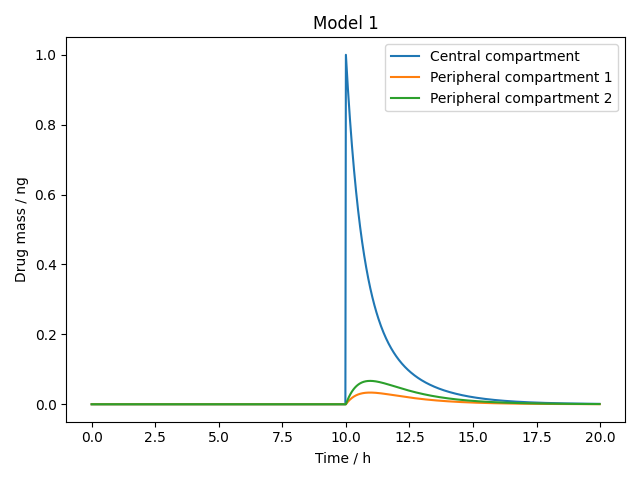 Model 1
Central compartment
Peripheral compartment 1
Peripheral compartment 2
Drug mass / ng
1.0
0.8
0.6
0.4
0.2
0.0
0.0 2.5 5.0 7.5 10.0 12.5 15.0 17.5 20.0
Time / h